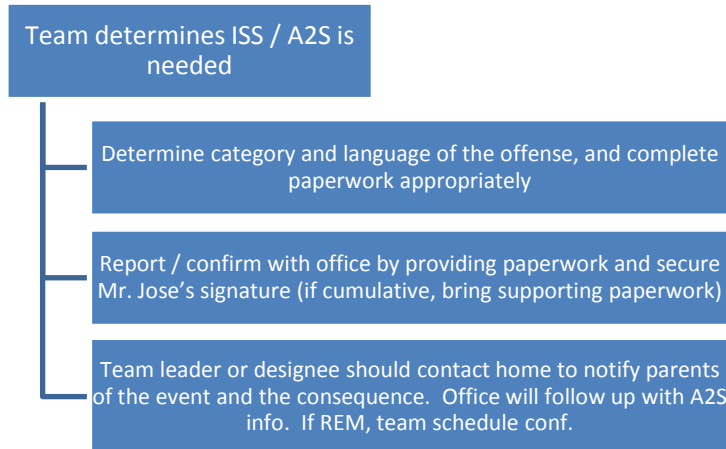 Team determines ISS / A2S is
needed
Determine category and language of the offense, and complete
paperwork appropriately
Report / confirm with office by providing paperwork and secure
Mr. Jose’s signature (if cumulative, bring supporting paperwork)
Team leader or designee should contact home to notify parents
of the event and the consequence.  Office will follow up with A2S
info.  If REM, team schedule conf.